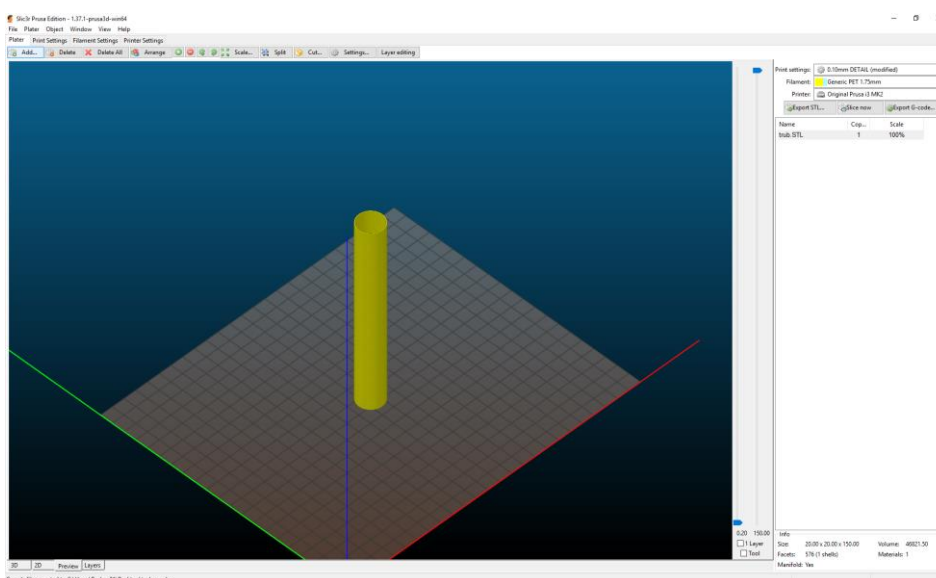 Slic3r Prusa Edition - 1.37.1-prusa3d-win64
File Plater Object Window View Help
Plater Print Settings Filament Settings Printer Settings
Add... Delete Delete All Arrange Scale... Split Cut... Settings... Layer editing
Print settings: 0.10mm DETAIL (modified)
Filament: Generic PET 1.75mm
Printer: Original Prusa i3 MK2
Export STL... Slice now Export G-code...
Name Cop... Scale
trub.STL 1 100%
0.20 150.00
1 Layer
Tool
Info
Size: 20.00 x 20.00 x 150.00 Volume: 46821.50
Facets: 576 (1 shells) Materials: 1
Manifold: Yes
3D 2D Preview Layers